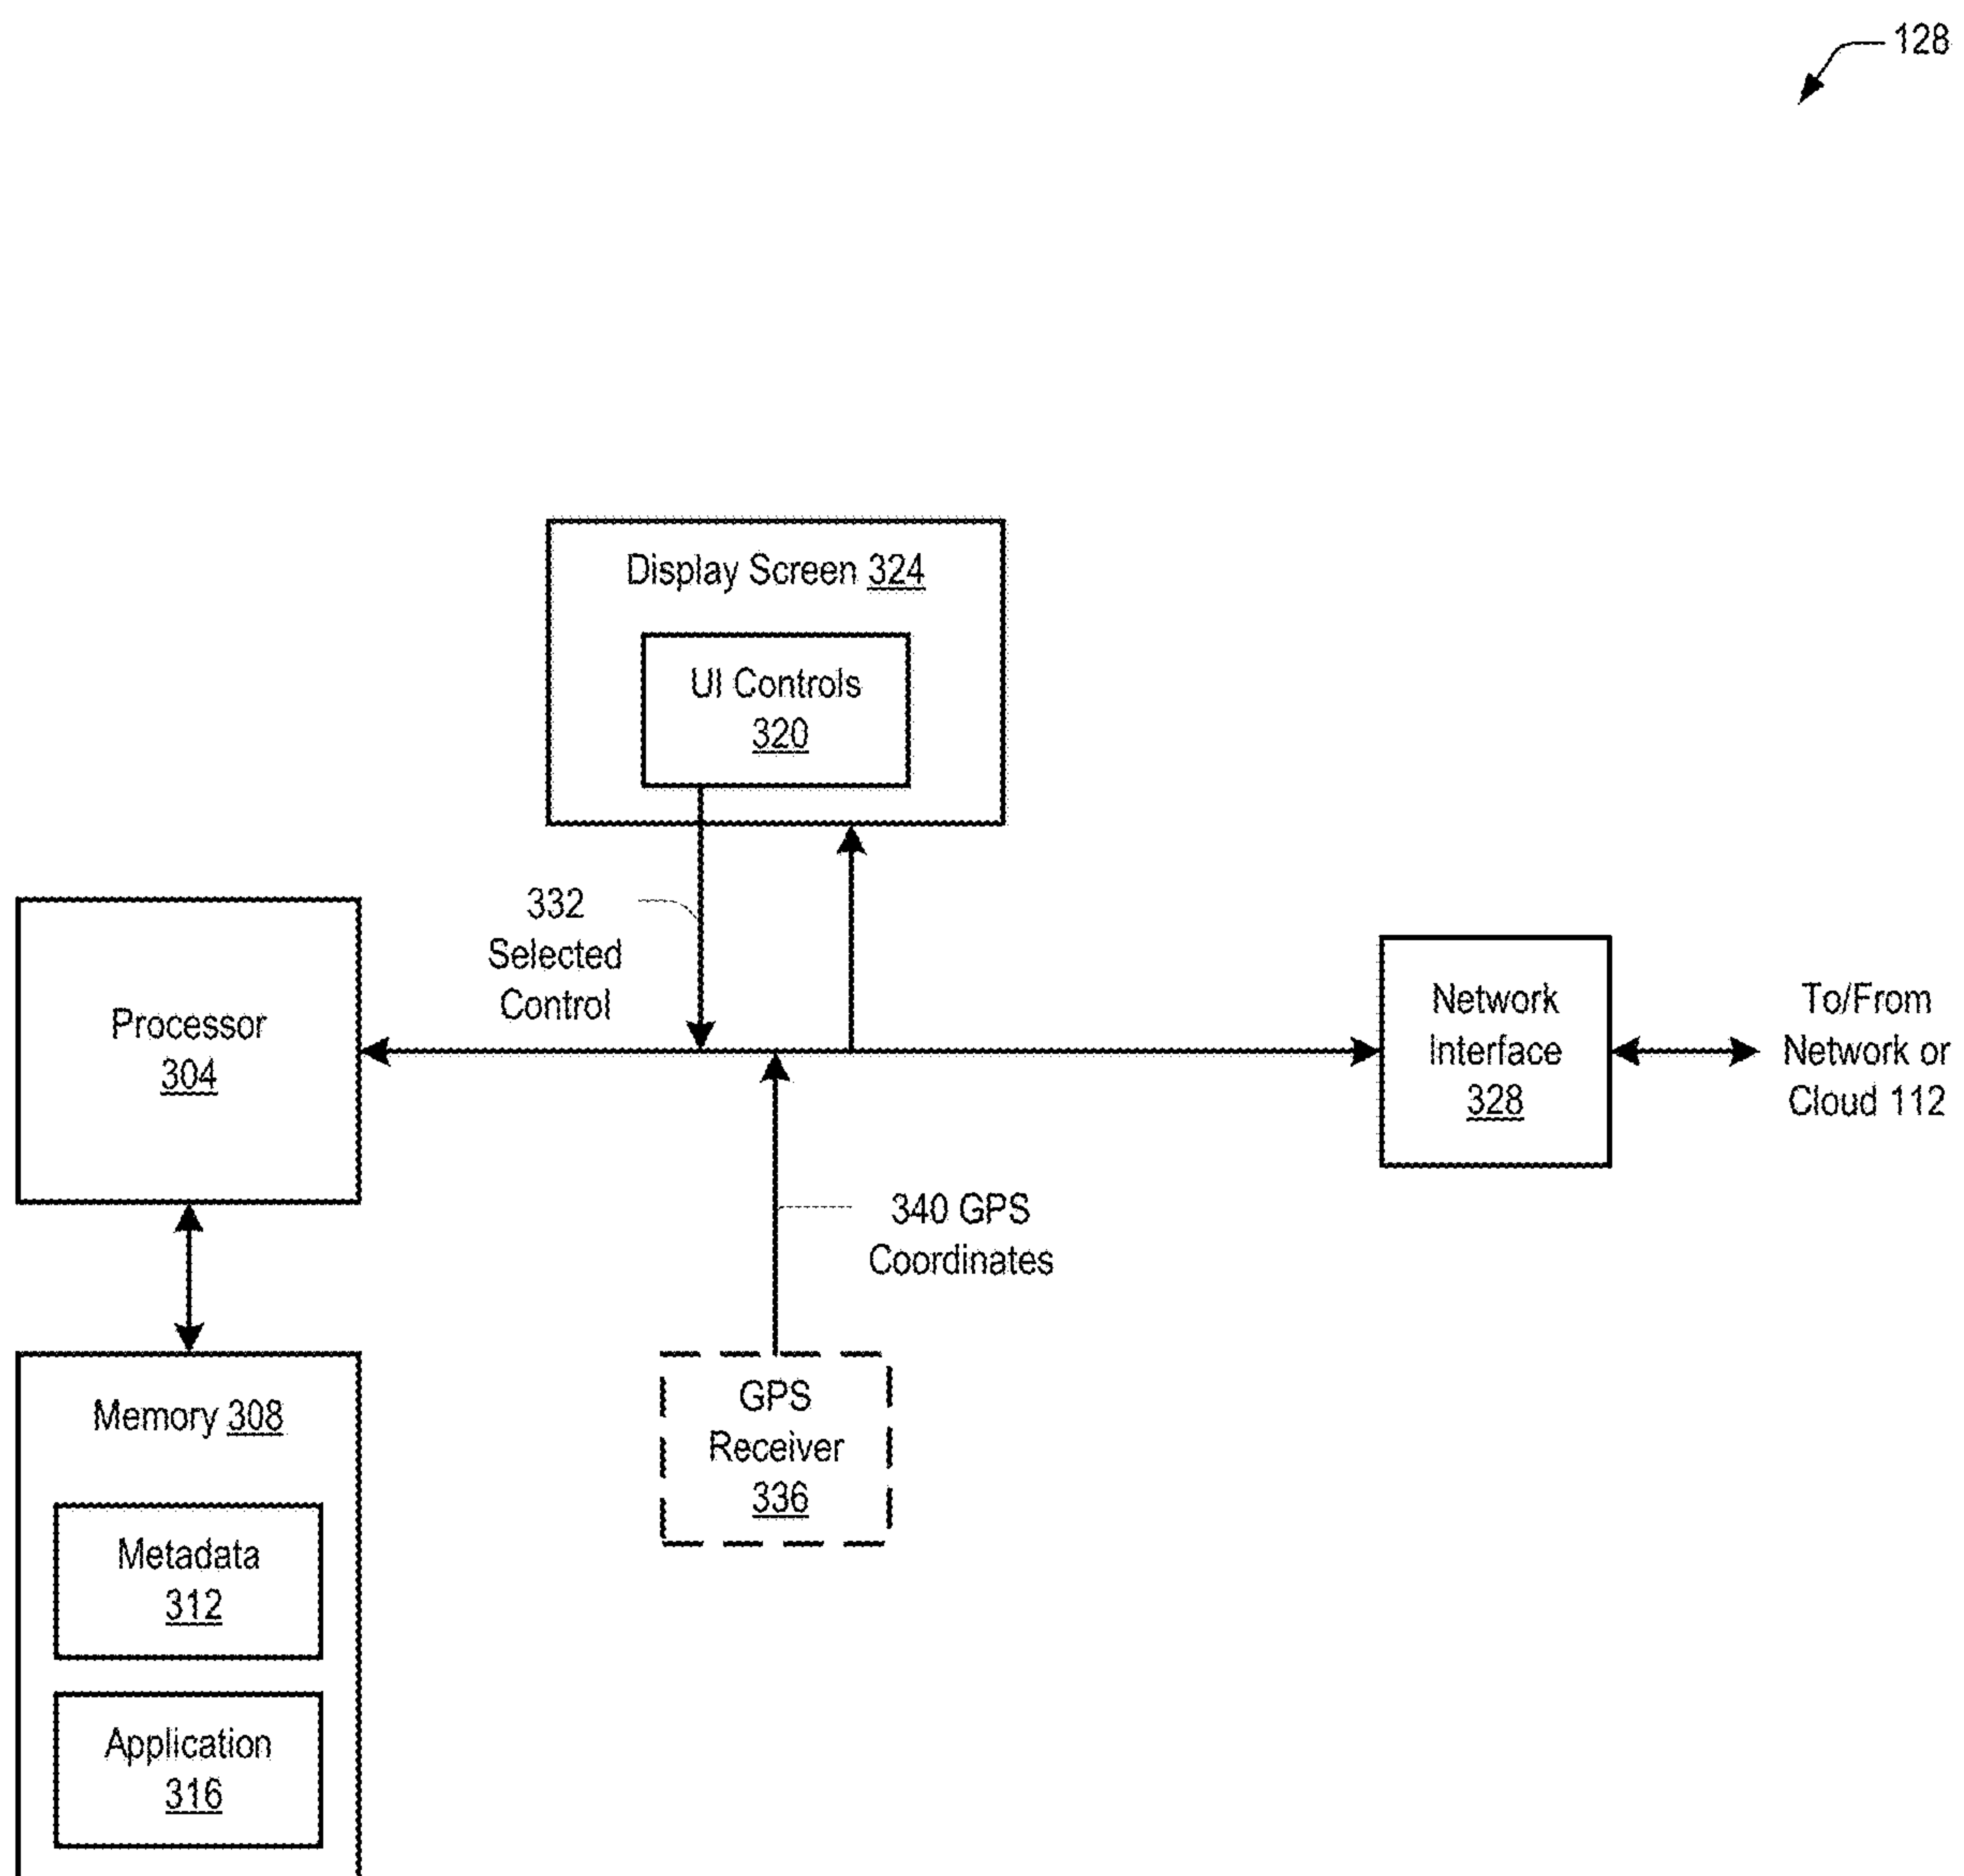 128
Display Screen 324
UI Controls
320
332
Selected
Control
Processor
304
Network
Interface
328
To/From
Network or
Cloud 112
340 GPS
Coordinates
Memory 308
GPS
Receiver
336
Metadata
312
Application
316